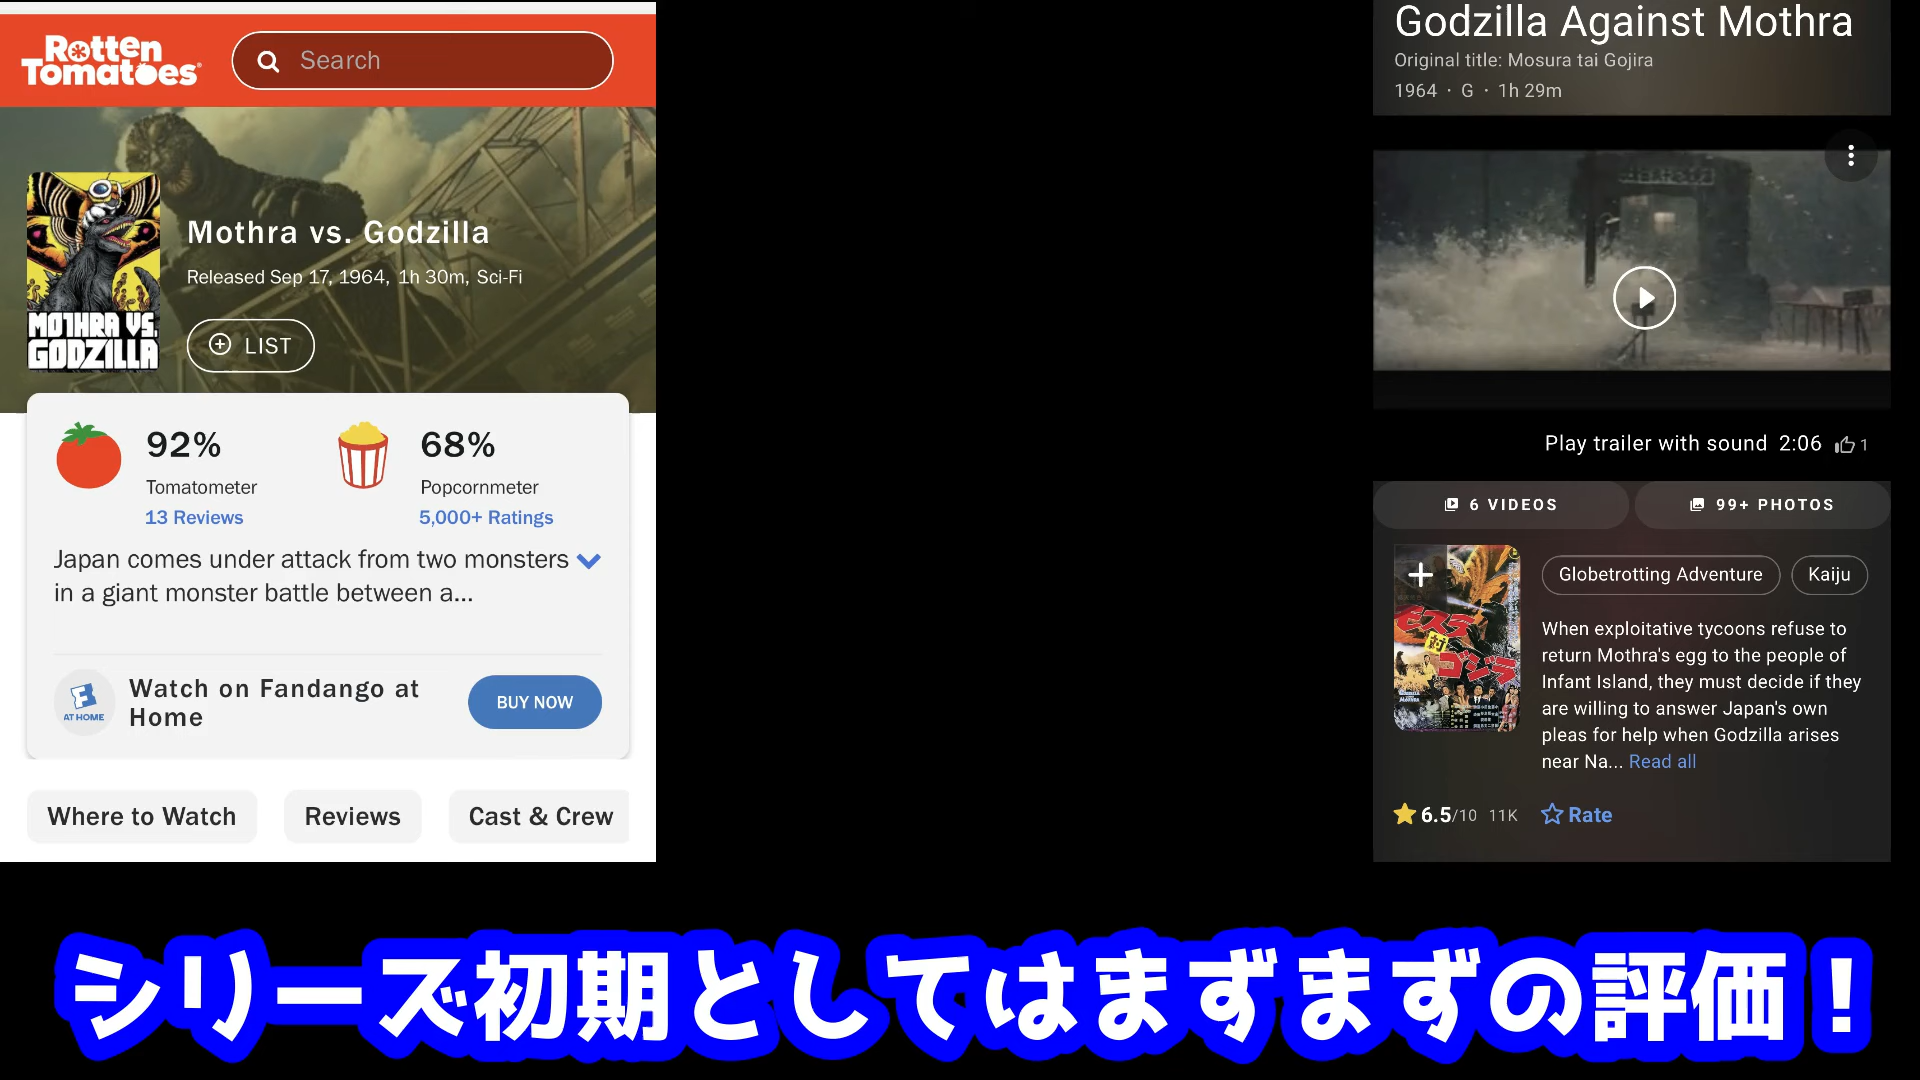 Rotten
Tomatoes
Search
Mothra vs. Godzilla
Released Sep 17, 1964, 1h 30m, Sci-Fi
LIST
MOTHRA VS.
GODZILLA
92%
Tomatometer
13 Reviews
68%
Popcornmeter
5,000+ Ratings
Japan comes under attack from two monsters
in a giant monster battle between a...
AT HOME
Watch on Fandango at
Home
BUY NOW
Where to Watch
Reviews
Cast & Crew
Godzilla Against Mothra
Original title: Mosura tai Gojira
1964 · G · 1h 29m
Play trailer with sound 2:06 1
6 VIDEOS
99+ PHOTOS
モスラ
対
ゴジラ
Globetrotting Adventure
Kaiju
When exploitative tycoons refuse to
return Mothra's egg to the people of
Infant Island, they must decide if they
are willing to answer Japan's own
pleas for help when Godzilla arises
near Na... Read all
6.5/10 11K
Rate
シリーズ初期としてはまずまずの評価！